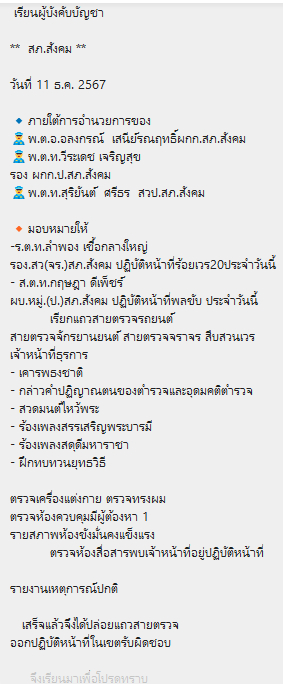 เรียนผู้บังคับบัญชา
** สภ.สังคม **
วันที่ 11 ธ.ค. 2567
🔹ภายใต้การอำนวยการของ
👮พ.ต.อ.อลงกรณ์ เสนีย์รณฤทธิ์ผกก.สภ.สังคม
👮พ.ต.ท.วีระเดช เจริญสุข
รอง ผกก.ป.สภ.สังคม
👮พ.ต.ท.สุริยันต์ ศรีธร สวป.สภ.สังคม
🔸มอบหมายให้
-ร.ต.ท.ลำพอง เชื้อกลางใหญ่
รอง.สว(จร.)สภ.สังคม ปฏิบัติหน้าที่ร้อยเวร20ประจำวันนี้
- ส.ต.ท.กฤษฎา ดีเพ็ชร์
ผบ.หมู่.(ป.)สภ.สังคม ปฏิบัติหน้าที่พลขับ ประจำวันนี้
เรียกแถวสายตรวจรถยนต์
สายตรวจจักรยานยนต์ สายตรวจจราจร สืบสวนเวร
เจ้าหน้าที่ธุรการ
- เคารพธงชาติ
- กล่าวคำปฏิญาณตนของตำรวจและอุดมคติตำรวจ
- สวดมนต์ไหว้พระ
- ร้องเพลงสรรเสริญพระบารมี
- ร้องเพลงสดุดีมหาราชา
- ฝึกทบทวนยุทธวิธี
ตรวจเครื่องแต่งกาย ตรวจทรงผม
ตรวจห้องควบคุมมีผู้ต้องหา 1
รายสภาพห้องขังมั่นคงแข็งแรง
ตรวจห้องสื่อสารพบเจ้าหน้าที่อยู่ปฏิบัติหน้าที่
รายงานเหตุการณ์ปกติ
เสร็จแล้วจึงได้ปล่อยแถวสายตรวจ
ออกปฏิบัติหน้าที่ในเขตรับผิดชอบ
จึงเรียนมาเพื่อโปรดทราบ